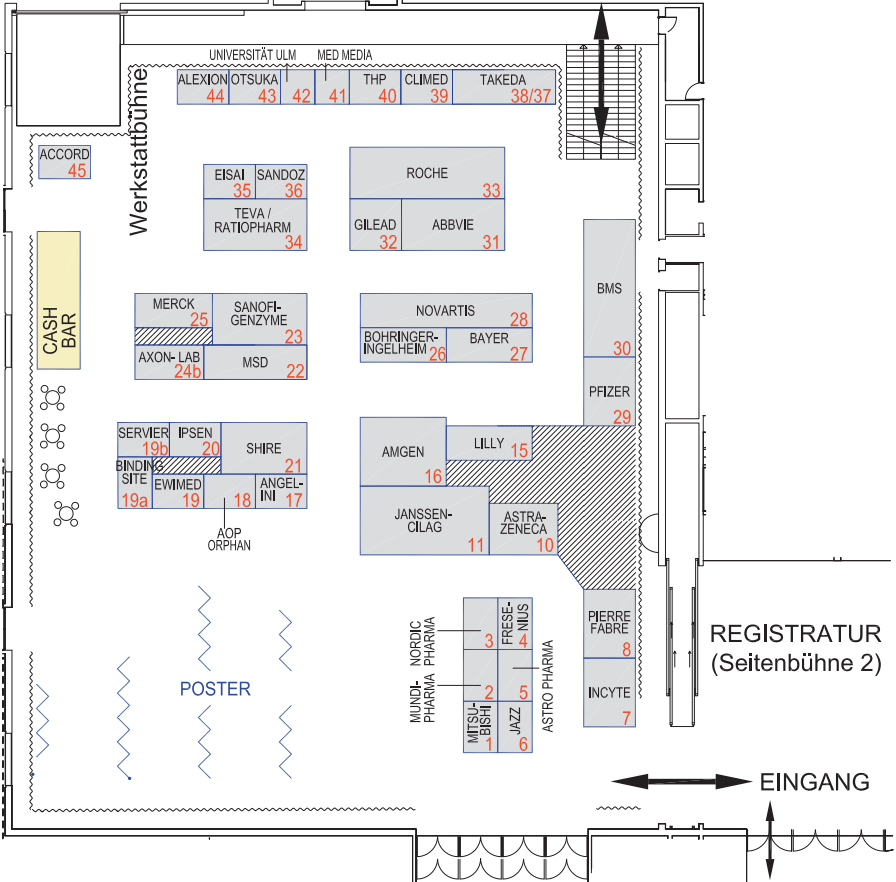 UNIVERSITÄT ULM
MED MEDIA
ALEXION
44
OTSUKA
43
42
41
THP
40
CLIMED
39
TAKEDA
38/37
Werkstattbühne
ACCORD
45
EISAI
35
SANDOZ
36
TEVA /
RATIOPHARM
34
ROCHE
33
GILEAD
32
ABBVIE
31
CASH
BAR
MERCK
25
SANOFI-
GENZYME
23
AXON- LAB
24b
MSD
22
NOVARTIS
28
BOHRINGER-
INGELHEIM
26
BAYER
27
BMS
30
PFIZER
29
SERVIER
19b
IPSEN
20
SHIRE
21
BINDING
SITE
19a
EWIMED
19
18
ANGEL-
INI
17
AOP
ORPHAN
AMGEN
16
LILLY
15
JANSSEN-
CILAG
11
ASTRA-
ZENECA
10
NORDIC
PHARMA
3
FRESE-
NIUS
4
MUNDI-
PHARMA
2
5
ASTRO PHARMA
MITSU-
BISHI
1
JAZZ
6
PIERRE
FABRE
8
INCYTE
7
POSTER
REGISTRATUR
(Seitenbühne 2)
EINGANG